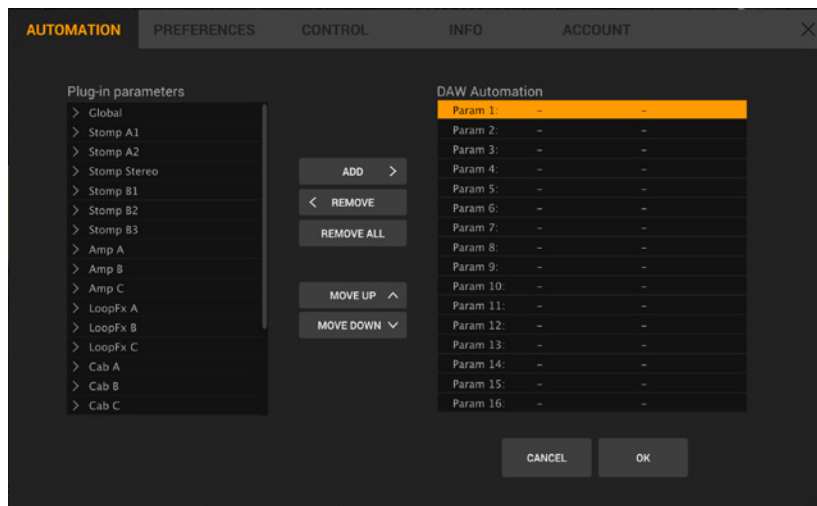 AUTOMATION PREFERENCES CONTROL INFO ACCOUNT
Plug-in parameters
> Global
> Stomp A1
> Stomp A2
> Stomp Stereo
> Stomp B1
> Stomp B2
> Stomp B3
> Amp A
> Amp B
> Amp C
> LoopFx A
> LoopFx B
> LoopFx C
> Cab A
> Cab B
> Cab C
ADD >
< REMOVE
REMOVE ALL
MOVE UP
MOVE DOWN
DAW Automation
Param 1: – –
Param 2: – –
Param 3: – –
Param 4: – –
Param 5: – –
Param 6: – –
Param 7: – –
Param 8: – –
Param 9: – –
Param 10: – –
Param 11: – –
Param 12: – –
Param 13: – –
Param 14: – –
Param 15: – –
Param 16: – –
CANCEL OK